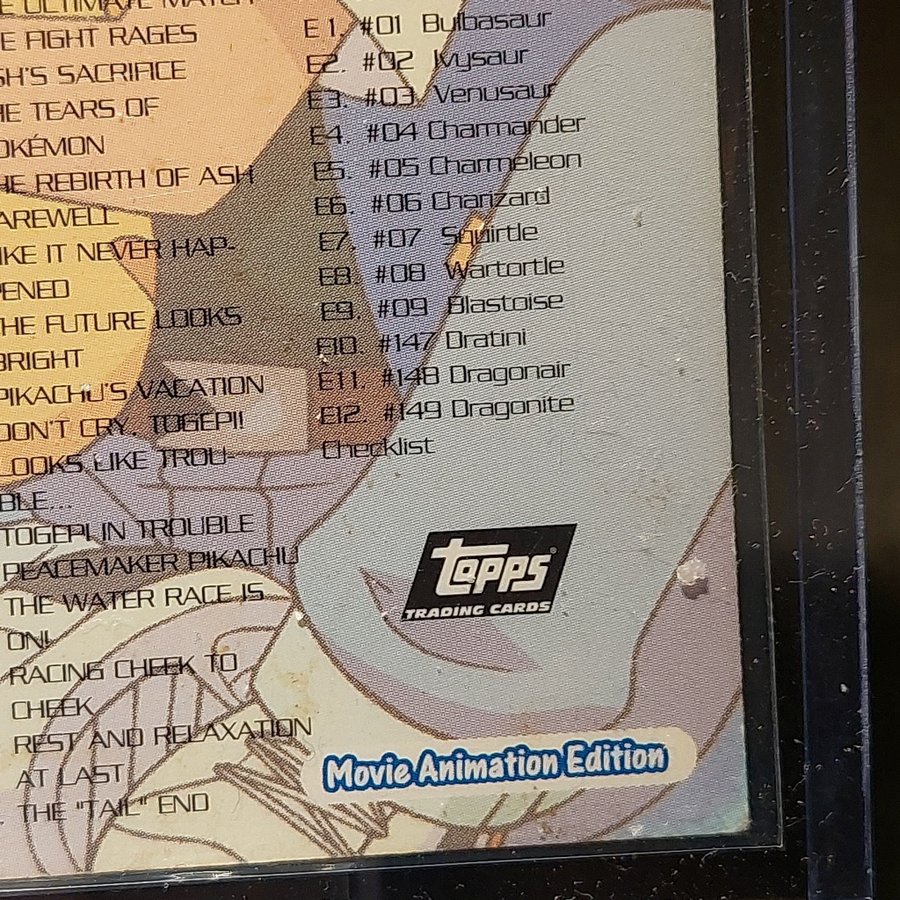 E ULTIMATE MATCH
E FIGHT RAGES
SH'S SACRIFICE
HE TEARS OF
OKÉMON
HE REBIRTH OF ASH
AREWELL
IKE IT NEVER HAP-
PENED
THE FUTURE LOOKS
BRIGHT
PIKACHU'S VACATION
DON'T CRY, TOGEPI!
LOOKS LIKE TROU-
BLE...
TOGEPI IN TROUBLE
PEACEMAKER PIKACHU
THE WATER RACE IS
ON!
RACING CHEEK TO
CHEEK
REST AND RELAXATION
AT LAST
. THE "TAIL" END
E1. #01 Bulbasaur
E2. #02 Ivysaur
E3. #03 Venusaur
E4. #04 Charmander
E5. #05 Charmeleon
E6. #06 Charizard
E7. #07 Squirtle
E8. #08 Wartortle
E9. #09 Blastoise
E10. #147 Dratini
E11. #148 Dragonair
E12. #149 Dragonite
Checklist
topps®
TRADING CARDS
Movie Animation Edition